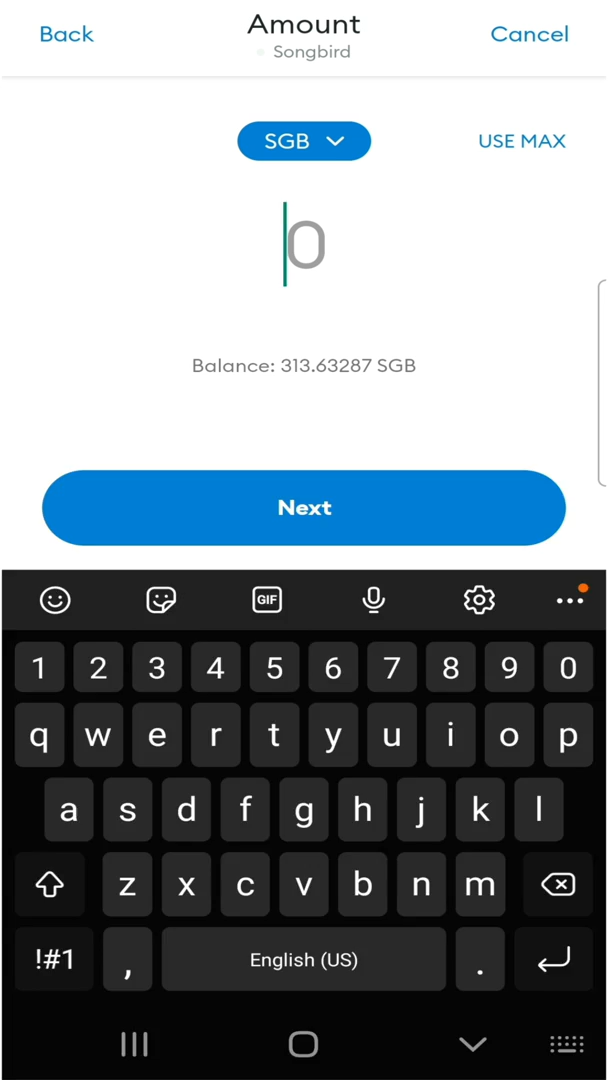 Back Amount Cancel
Songbird
SGB USE MAX
0
Balance: 313.63287 SGB
Next
GIF
1 2 3 4 5 6 7 8 9 0
q w e r t y u i o p
a s d f g h j k l
z x c v b n m
!#1 , English (US) .